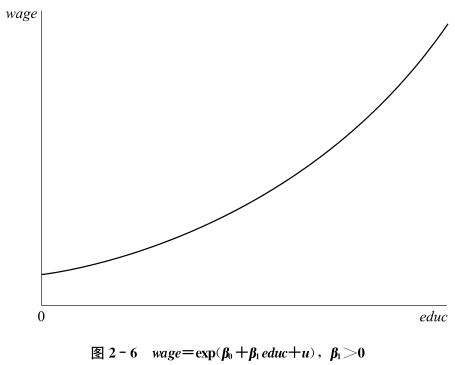 wage
0
educ
图 2-6 wage=exp(β₀+β₁educ+u), β₁>0